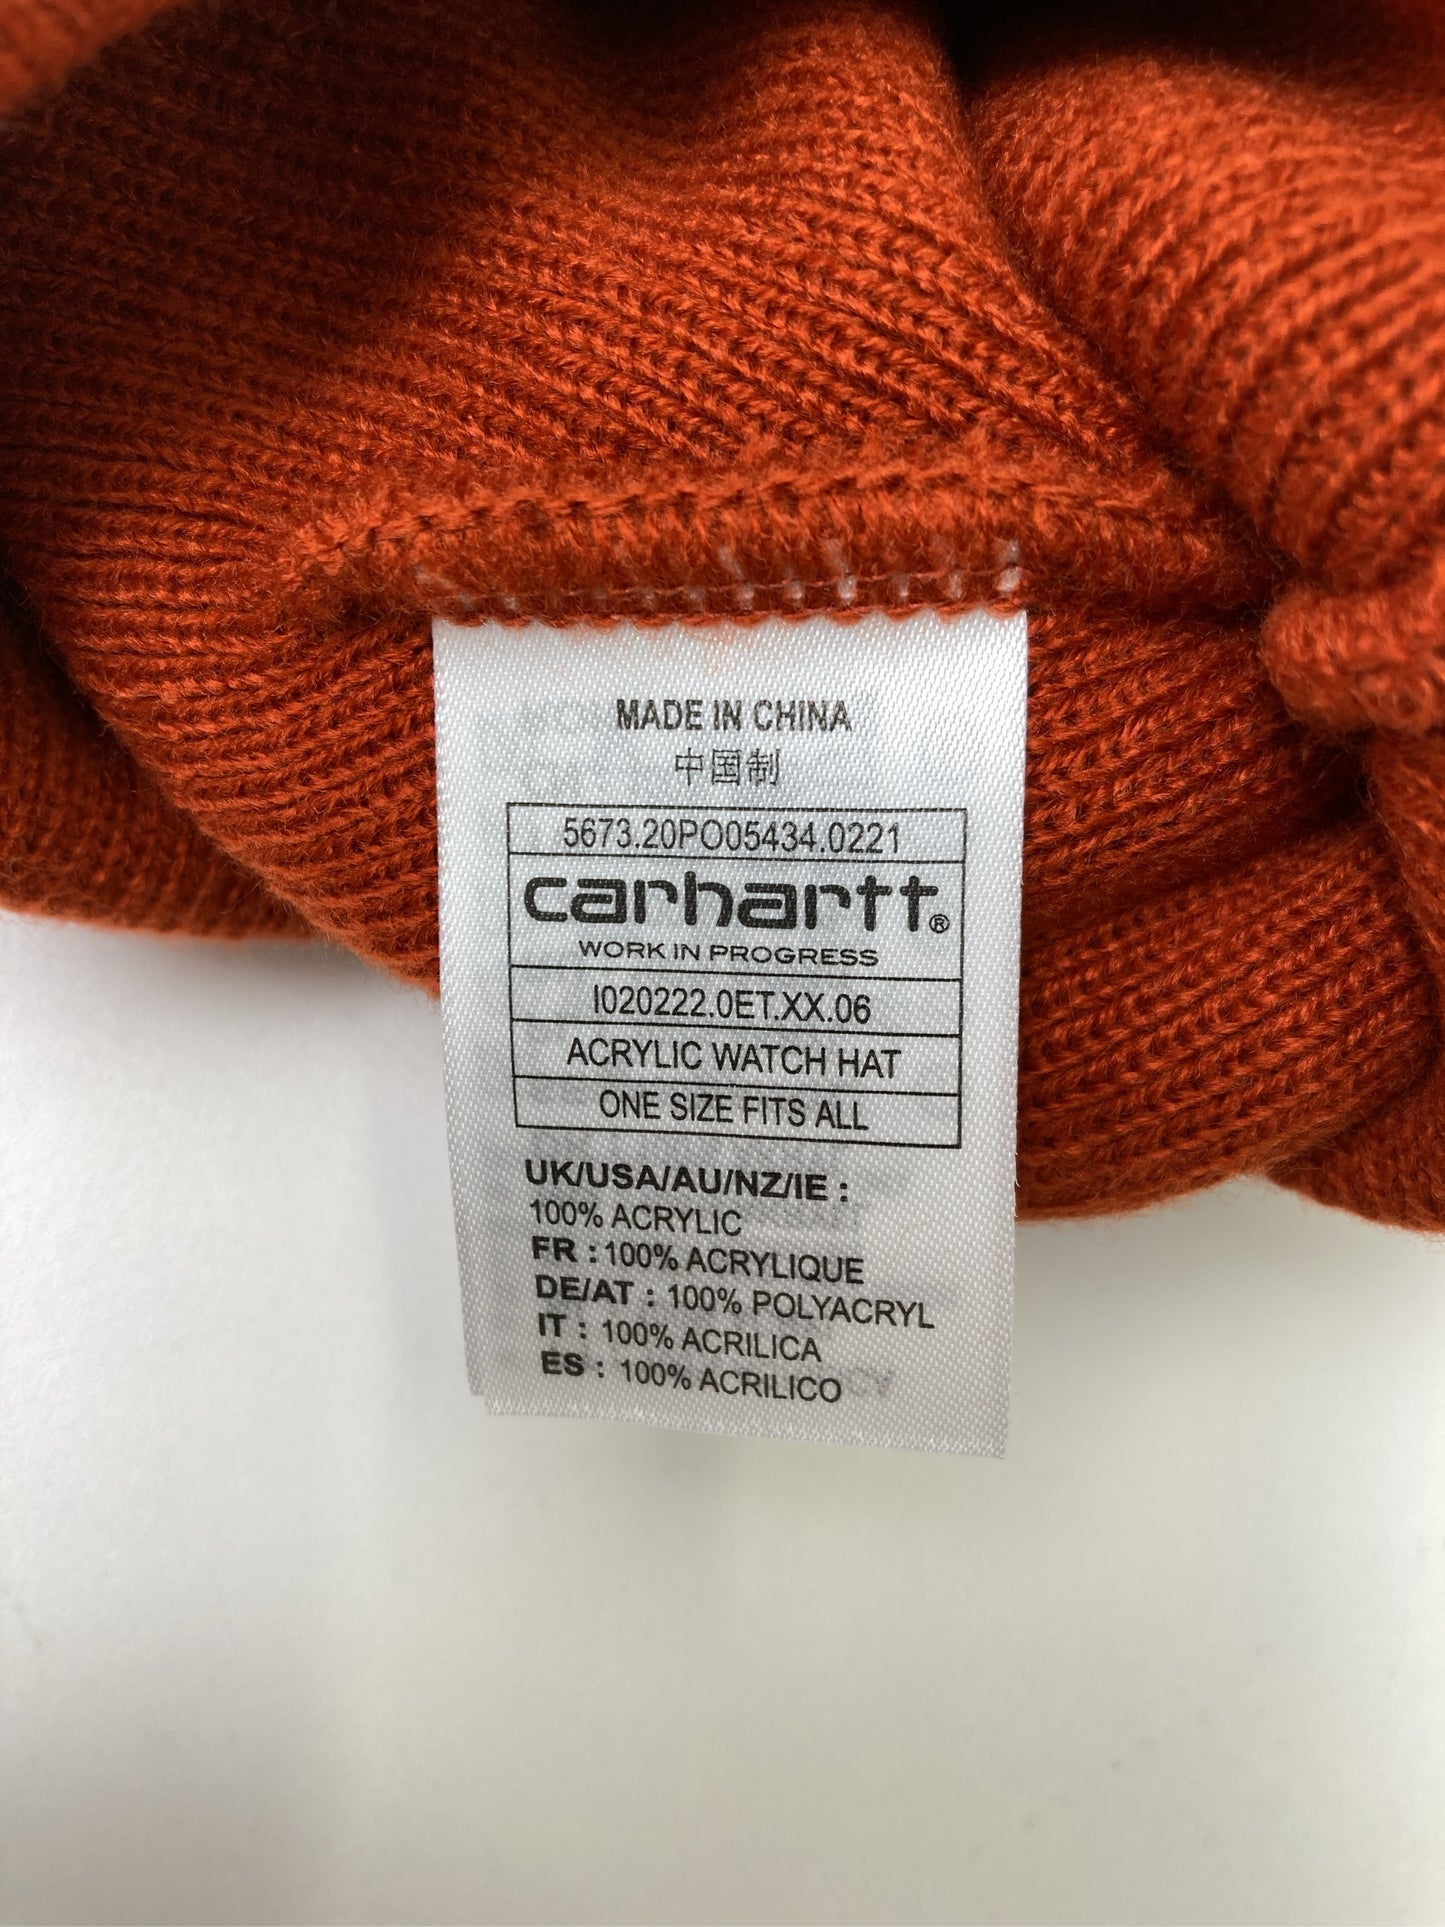 MADE IN CHINA
中国制
5673.20PO05434.0221
carhartt®
WORK IN PROGRESS
I020222.0ET.XX.06
ACRYLIC WATCH HAT
ONE SIZE FITS ALL
UK/USA/AU/NZ/IE :
100% ACRYLIC
FR : 100% ACRYLIQUE
DE/AT : 100% POLYACRYL
IT : 100% ACRILICA
ES : 100% ACRILICO